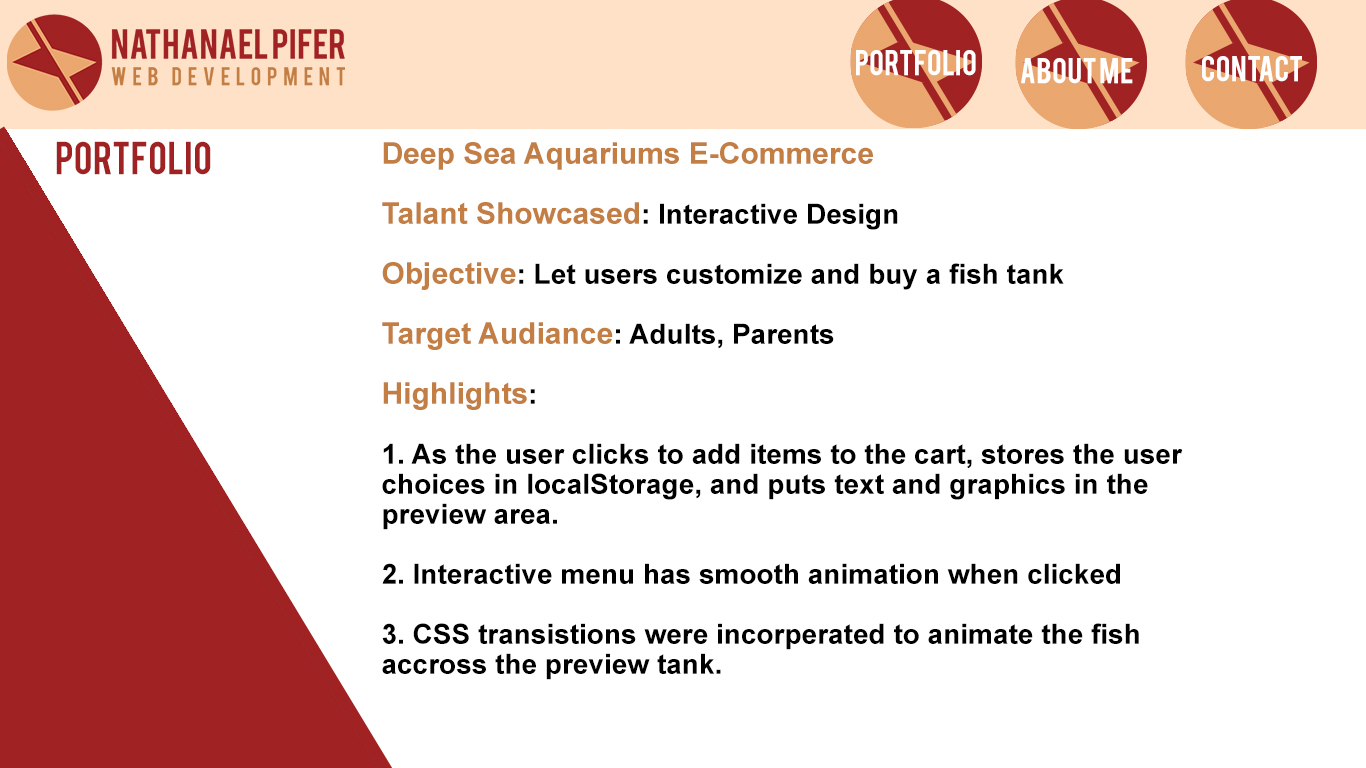 NATHANAEL PIFER
WEB DEVELOPMENT
PORTFOLIO
ABOUT ME
CONTACT
PORTFOLIO
Deep Sea Aquariums E-Commerce
Talant Showcased: Interactive Design
Objective: Let users customize and buy a fish tank
Target Audiance: Adults, Parents
Highlights:
1. As the user clicks to add items to the cart, stores the user
choices in localStorage, and puts text and graphics in the
preview area.
2. Interactive menu has smooth animation when clicked
3. CSS transistions were incorperated to animate the fish
accross the preview tank.